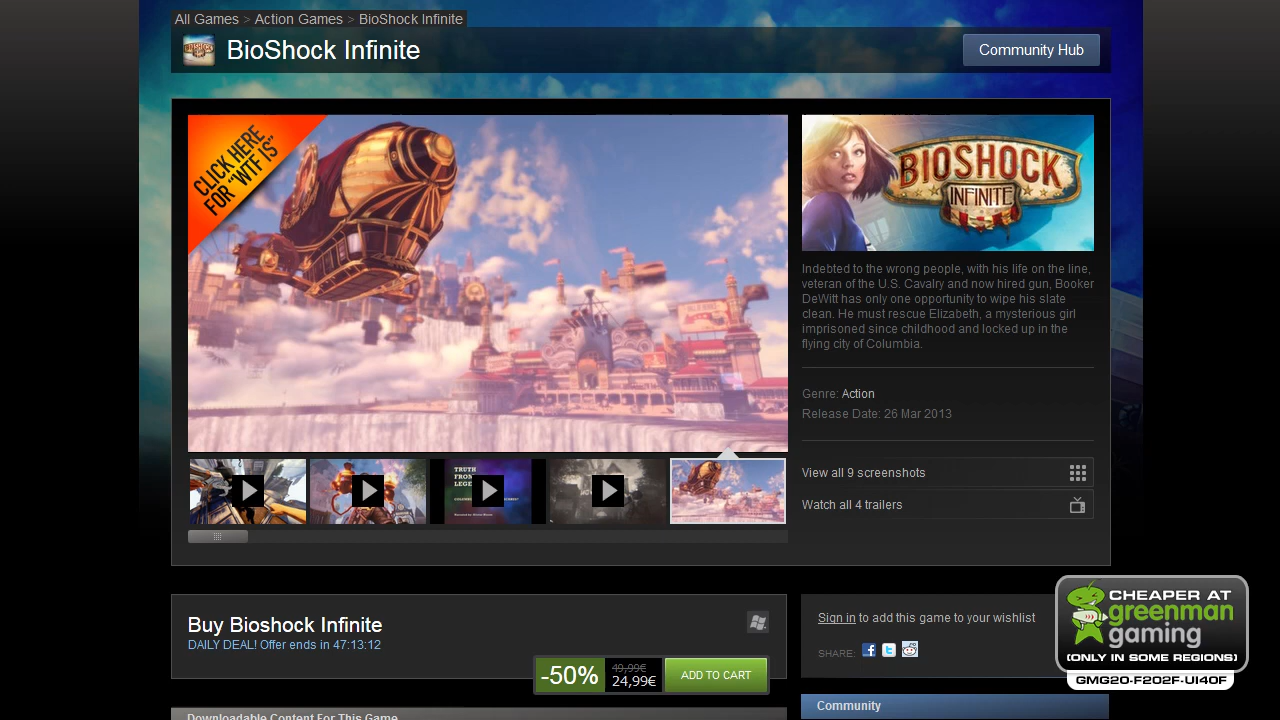 All Games > Action Games > BioShock Infinite
BioShock Infinite
Community Hub
CLICK HERE
FOR "WTF IS"
BIOSHOCK
INFINITE
Indebted to the wrong people, with his life on the line,
veteran of the U.S. Cavalry and now hired gun, Booker
DeWitt has only one opportunity to wipe his slate
clean. He must rescue Elizabeth, a mysterious girl
imprisoned since childhood and locked up in the
flying city of Columbia.
Genre: Action
Release Date: 26 Mar 2013
TRUTH
FROM
LEGEND
View all 9 screenshots
Watch all 4 trailers
Buy Bioshock Infinite
DAILY DEAL! Offer ends in 47:13:12
-50%
49,99€
24,99€
ADD TO CART
Sign in to add this game to your wishlist
SHARE:
CHEAPER AT
greenman
gaming
(ONLY IN SOME REGIONS)
GMG20-F202F-UI40F
Downloadable Content For This Game
Community